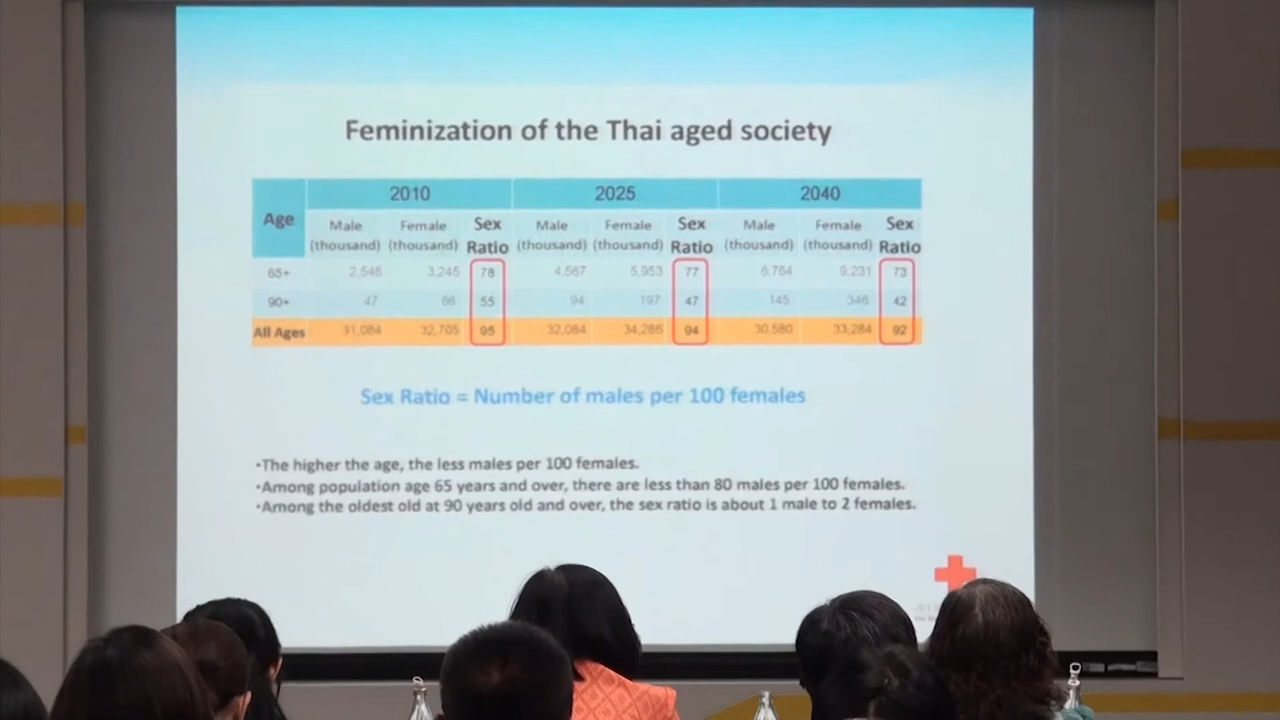 Feminization of the Thai aged society
Age 2010 2025 2040
Male (thousand) Female (thousand) Sex Ratio Male (thousand) Female (thousand) Sex Ratio Male (thousand) Female (thousand) Sex Ratio
65+ 2,546 3,245 78 4,587 5,953 77 6,764 9,231 73
90+ 47 86 55 94 197 47 145 346 42
All Ages 31,084 32,705 95 32,084 34,286 94 30,580 33,284 92
Sex Ratio = Number of males per 100 females
•The higher the age, the less males per 100 females.
•Among population age 65 years and over, there are less than 80 males per 100 females.
•Among the oldest old at 90 years old and over, the sex ratio is about 1 male to 2 females.